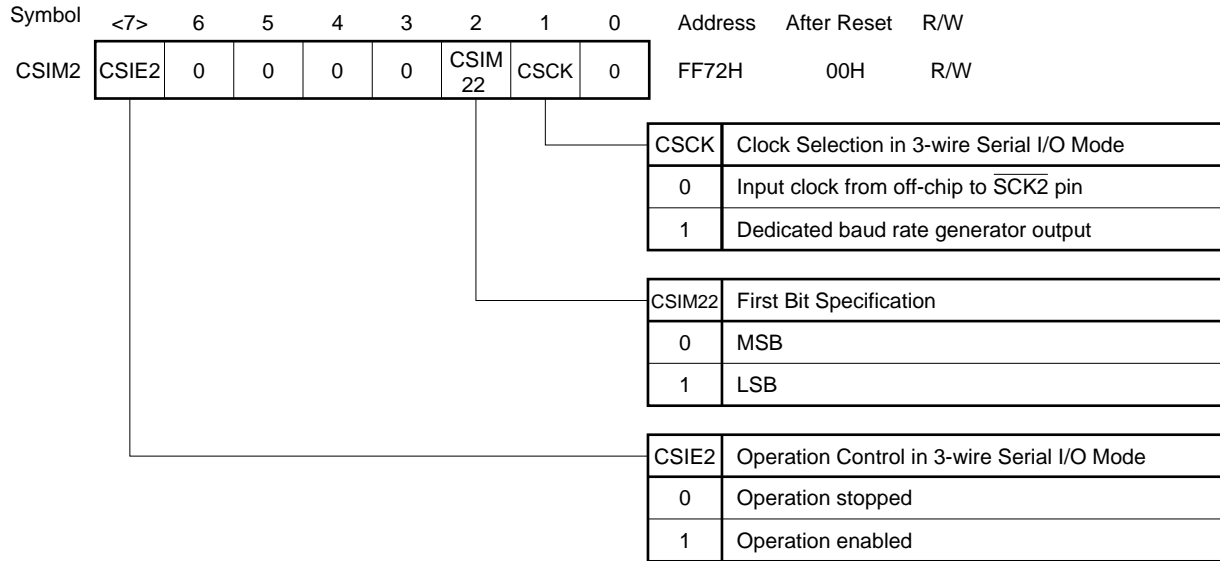 Symbol <7> 6 5 4 3 2 1 0 Address After Reset R/W
CSIM2 CSIE2 0 0 0 0 CSIM 22 CSCK 0 FF72H 00H R/W
CSCK Clock Selection in 3-wire Serial I/O Mode
0 Input clock from off-chip to S̅C̅K̅2̅ pin
1 Dedicated baud rate generator output
CSIM22 First Bit Specification
0 MSB
1 LSB
CSIE2 Operation Control in 3-wire Serial I/O Mode
0 Operation stopped
1 Operation enabled